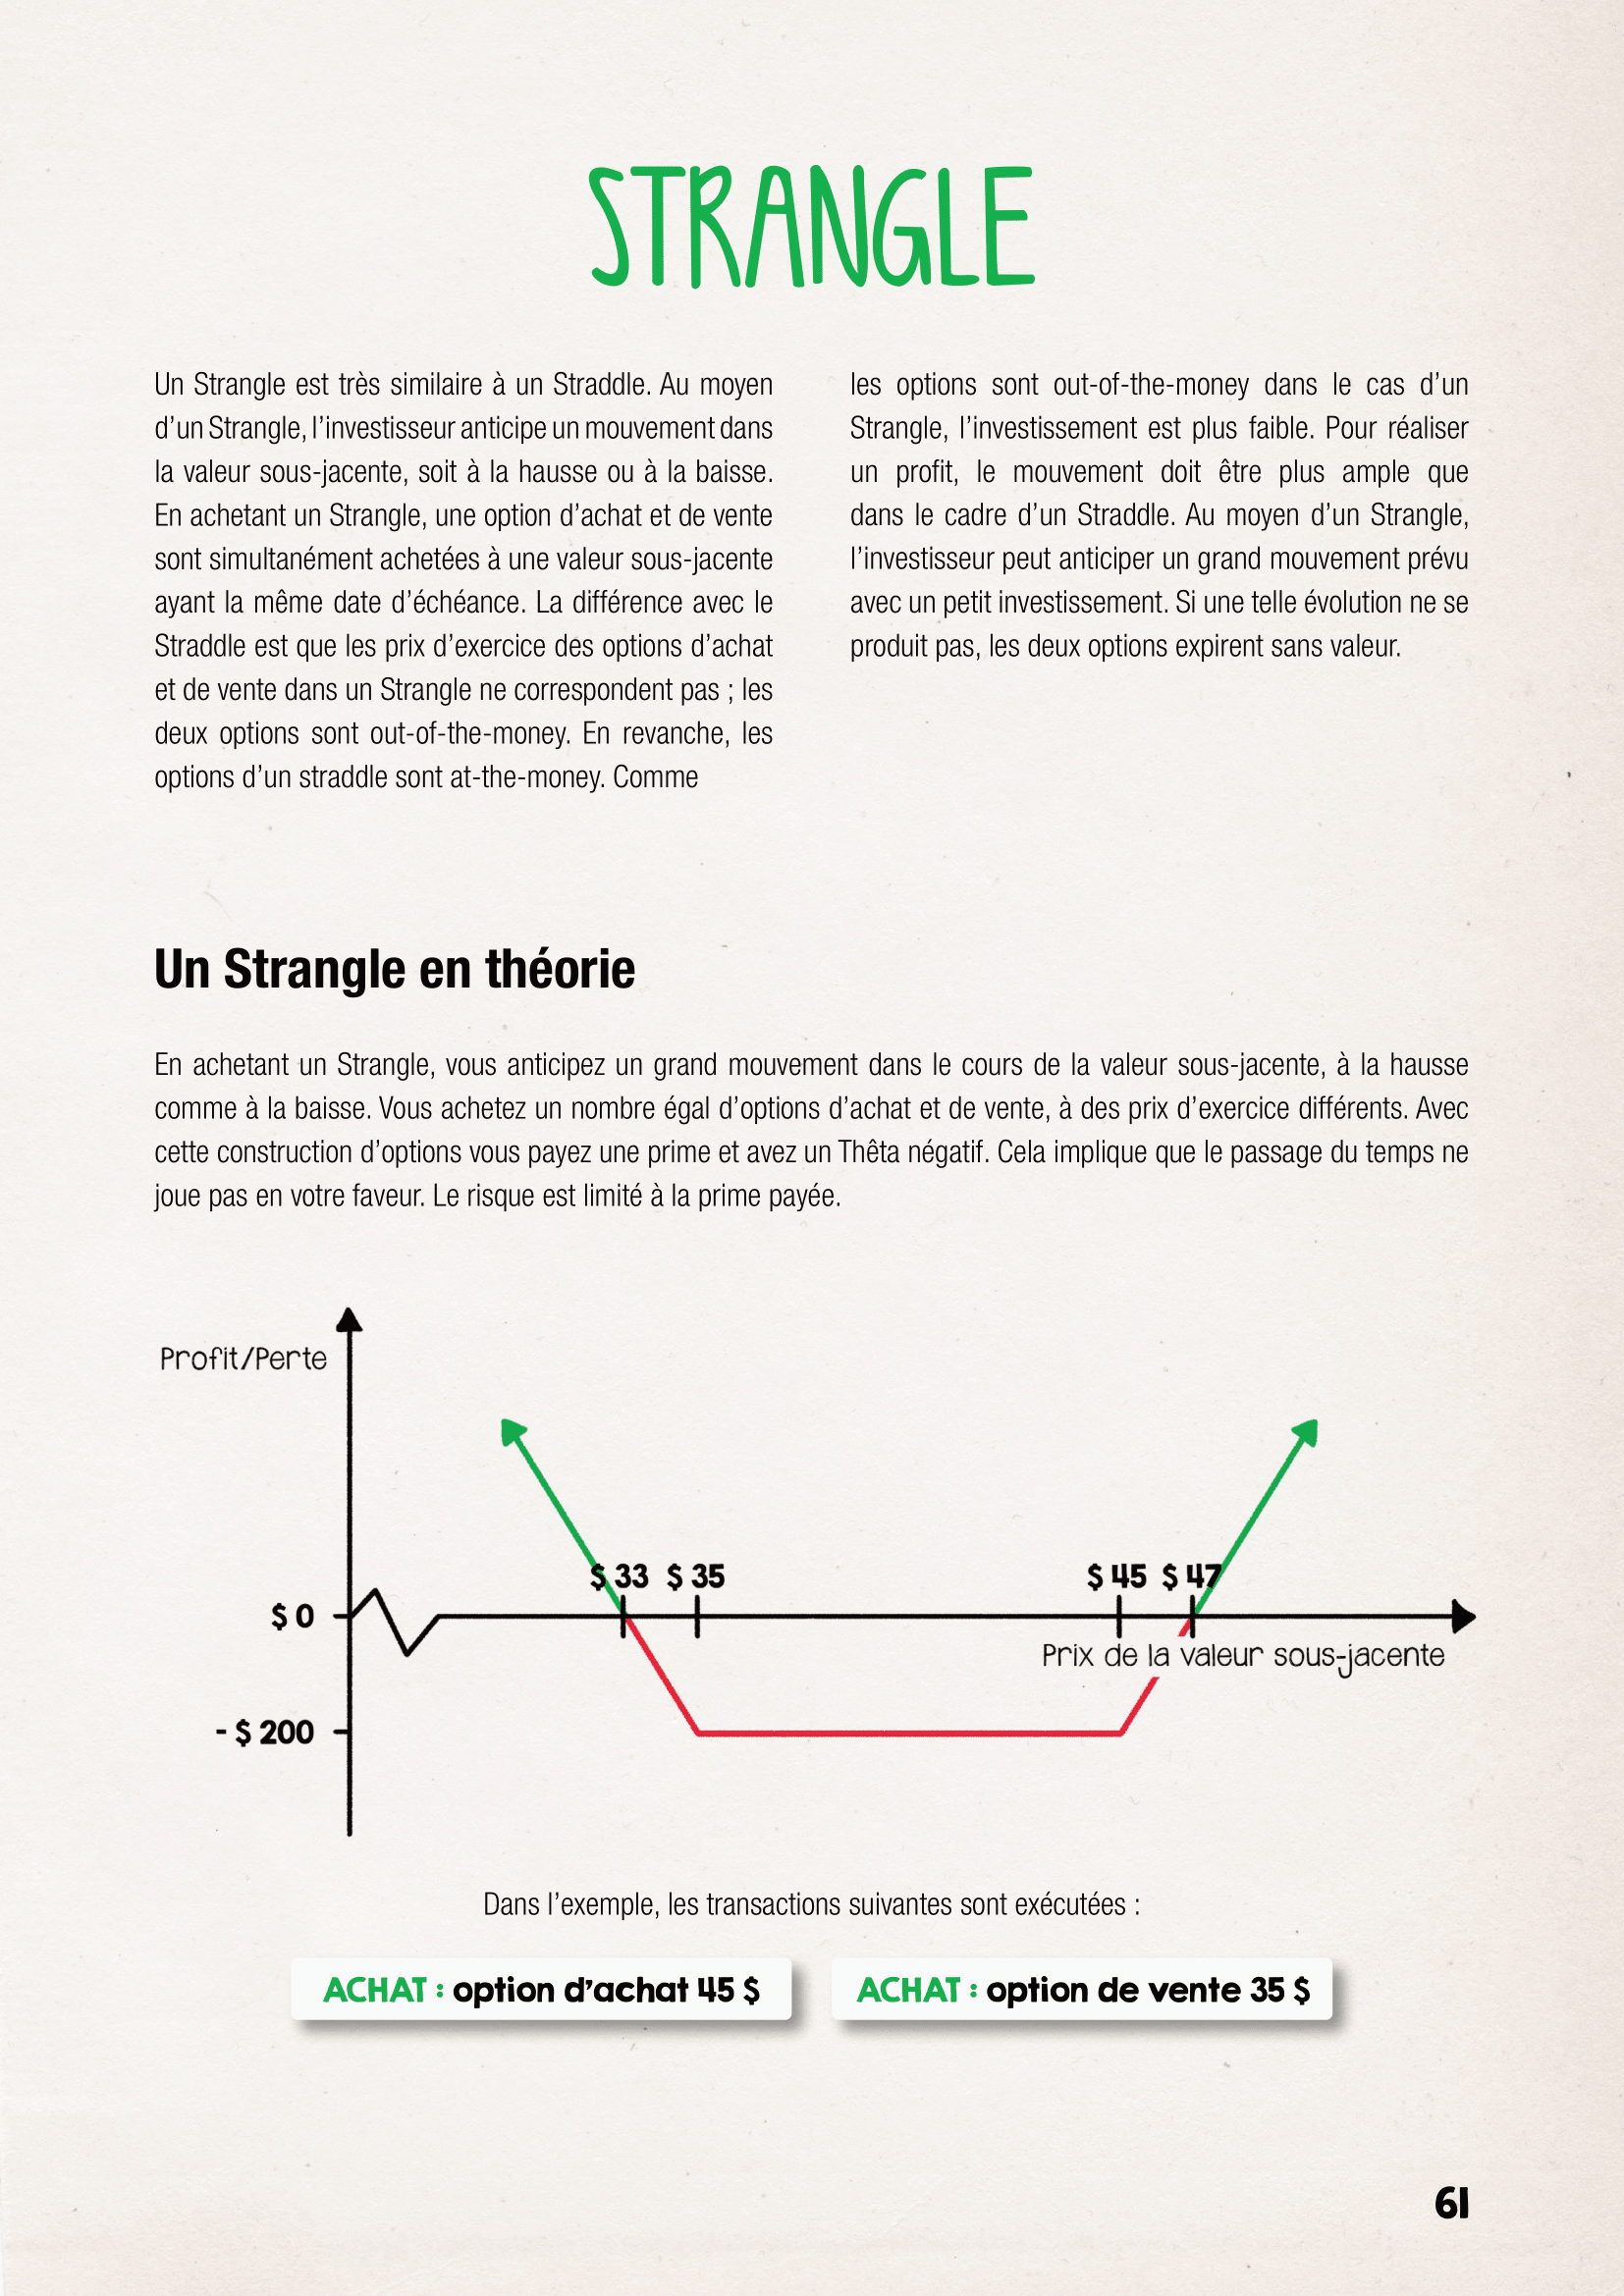 STRANGLE
Un Strangle est très similaire à un Straddle. Au moyen
d’un Strangle, l’investisseur anticipe un mouvement dans
la valeur sous-jacente, soit à la hausse ou à la baisse.
En achetant un Strangle, une option d’achat et de vente
sont simultanément achetées à une valeur sous-jacente
ayant la même date d’échéance. La différence avec le
Straddle est que les prix d’exercice des options d’achat
et de vente dans un Strangle ne correspondent pas ; les
deux options sont out-of-the-money. En revanche, les
options d’un straddle sont at-the-money. Comme
les options sont out-of-the-money dans le cas d’un
Strangle, l’investissement est plus faible. Pour réaliser
un profit, le mouvement doit être plus ample que
dans le cadre d’un Straddle. Au moyen d’un Strangle,
l’investisseur peut anticiper un grand mouvement prévu
avec un petit investissement. Si une telle évolution ne se
produit pas, les deux options expirent sans valeur.
Un Strangle en théorie
En achetant un Strangle, vous anticipez un grand mouvement dans le cours de la valeur sous-jacente, à la hausse
comme à la baisse. Vous achetez un nombre égal d’options d’achat et de vente, à des prix d’exercice différents. Avec
cette construction d’options vous payez une prime et avez un Thêta négatif. Cela implique que le passage du temps ne
joue pas en votre faveur. Le risque est limité à la prime payée.
Profit/Perte
$ 33 $ 35 $ 45 $ 47
$ 0
Prix de la valeur sous-jacente
- $ 200
Dans l’exemple, les transactions suivantes sont exécutées :
ACHAT : option d’achat 45 $
ACHAT : option de vente 35 $
61